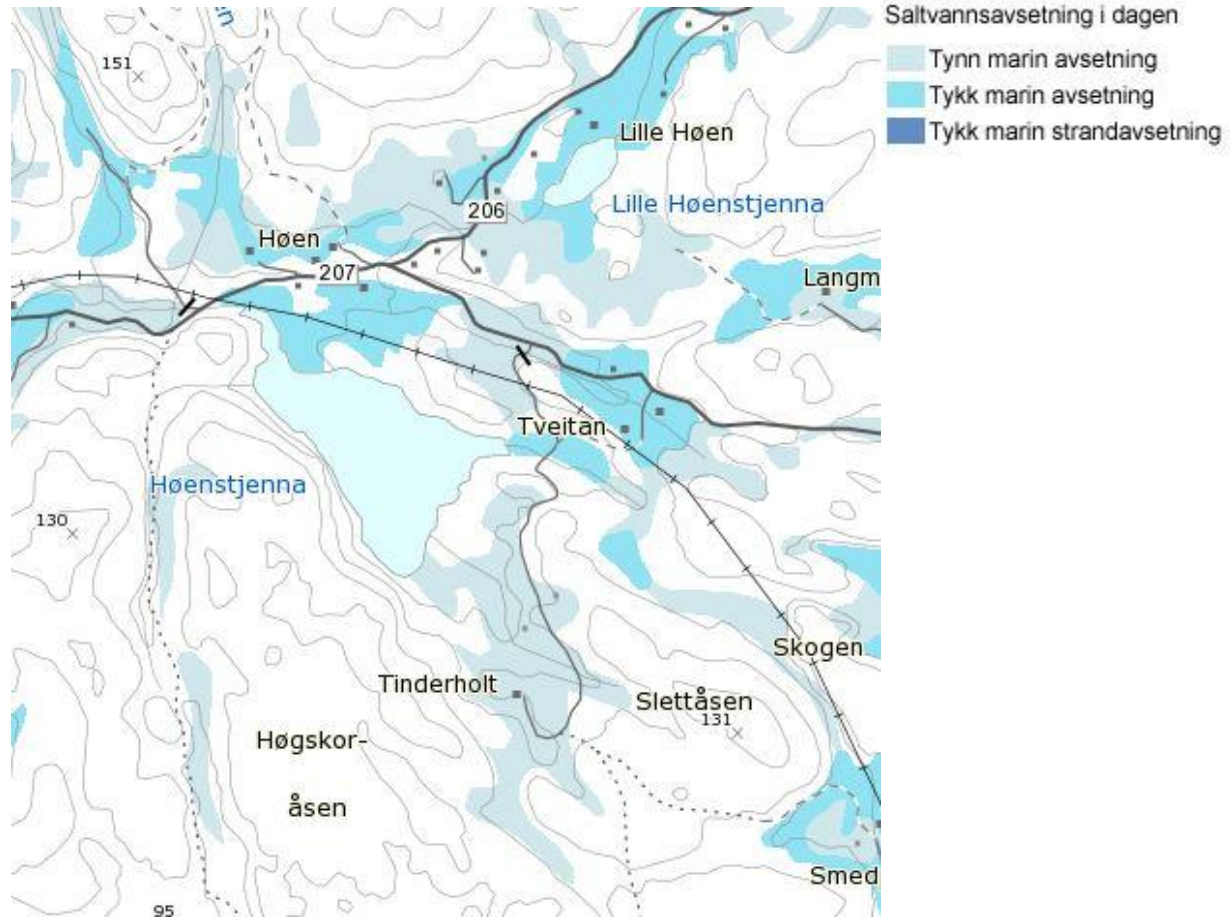 Saltvannsavsetning i dagen
Tynn marin avsetning
Tykk marin avsetning
Tykk marin strandavsetning
151
Lille Høen
Lille Høenstjenna
206
Høen
207
Langm
Tveitan
Høenstjenna
130
Skogen
Tinderholt
Slettåsen
131
Høgskor-
åsen
Smed
95